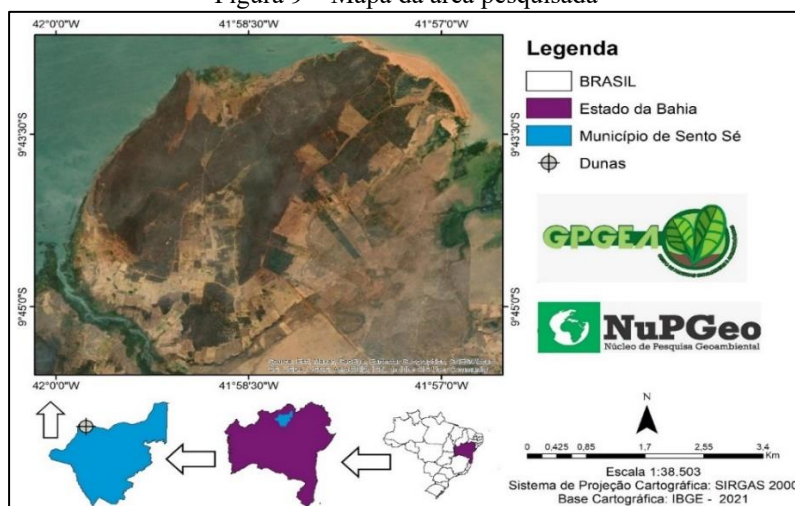 Figura 9 – Mapa da área pesquisada
42°0'0"W 41°58'30"W 41°57'0"W
9°43'30"S 9°43'30"S
9°45'0"S 9°45'0"S
42°0'0"W 41°58'30"W 41°57'0"W
Legenda
BRASIL
Estado da Bahia
Município de Sento Sé
Dunas
GPGEA
NuPGeo
Núcleo de Pesquisa Geoambiental
N
0 0,425 0,85 1,7 2,55 3,4
Km
Escala 1:38.503
Sistema de Projeção Cartográfica: SIRGAS 2000
Base Cartográfica: IBGE - 2021